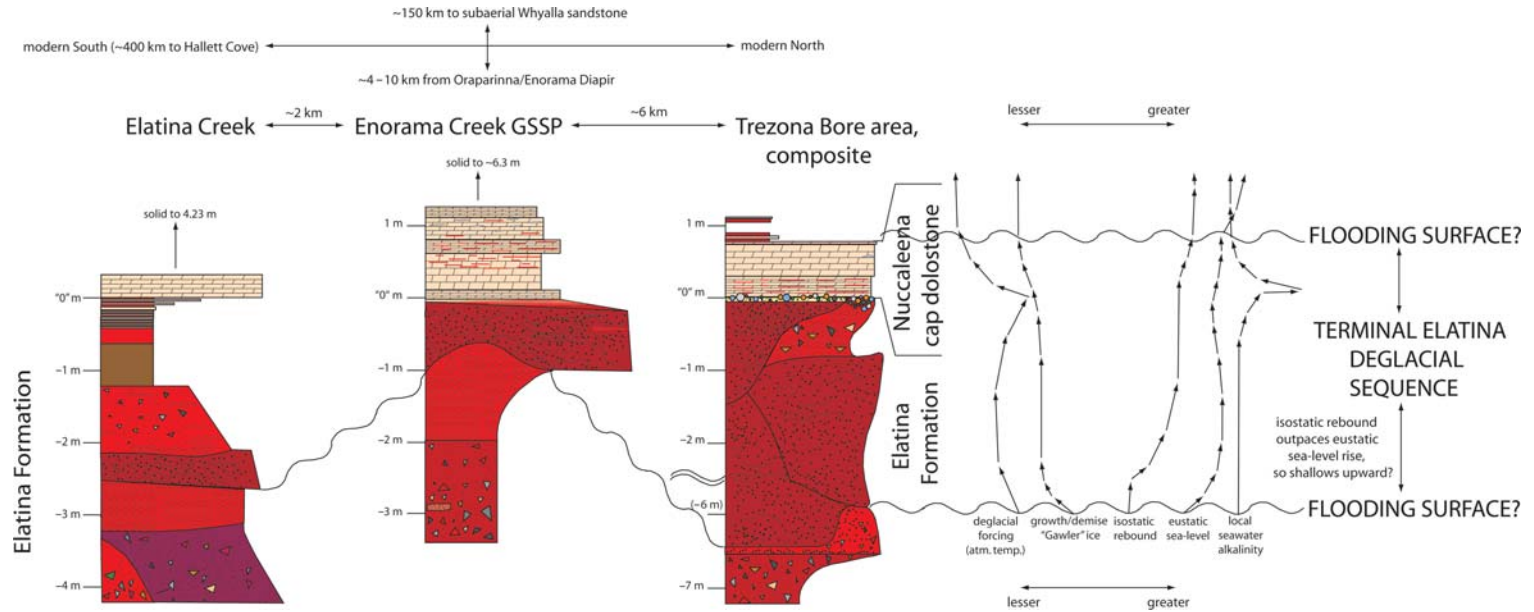 ~150 km to subaerial Whyalla sandstone
modern South (~400 km to Hallett Cove)
modern North
~4 – 10 km from Oraparinna/Enorama Diapir
~2 km
~6 km
Elatina Creek
Enorama Creek GSSP
Trezona Bore area,
composite
lesser
greater
solid to 4.23 m
solid to ~6.3 m
Elatina Formation
"0" m
–1 m
–2 m
–3 m
–4 m
1 m
"0" m
–1 m
–2 m
–3 m
1 m
"0" m
–1 m
–2 m
(–6 m)
–7 m
Nuccaleena
cap dolostone
Elatina
Formation
FLOODING SURFACE?
TERMINAL ELATINA
DEGLACIAL
SEQUENCE
isostatic rebound
outpaces eustatic
sea-level rise,
so shallows upward?
FLOODING SURFACE?
deglacial
forcing
(atm. temp.)
growth/demise
"Gawler" ice
isostatic
rebound
eustatic
sea-level
local
seawater
alkalinity
lesser
greater